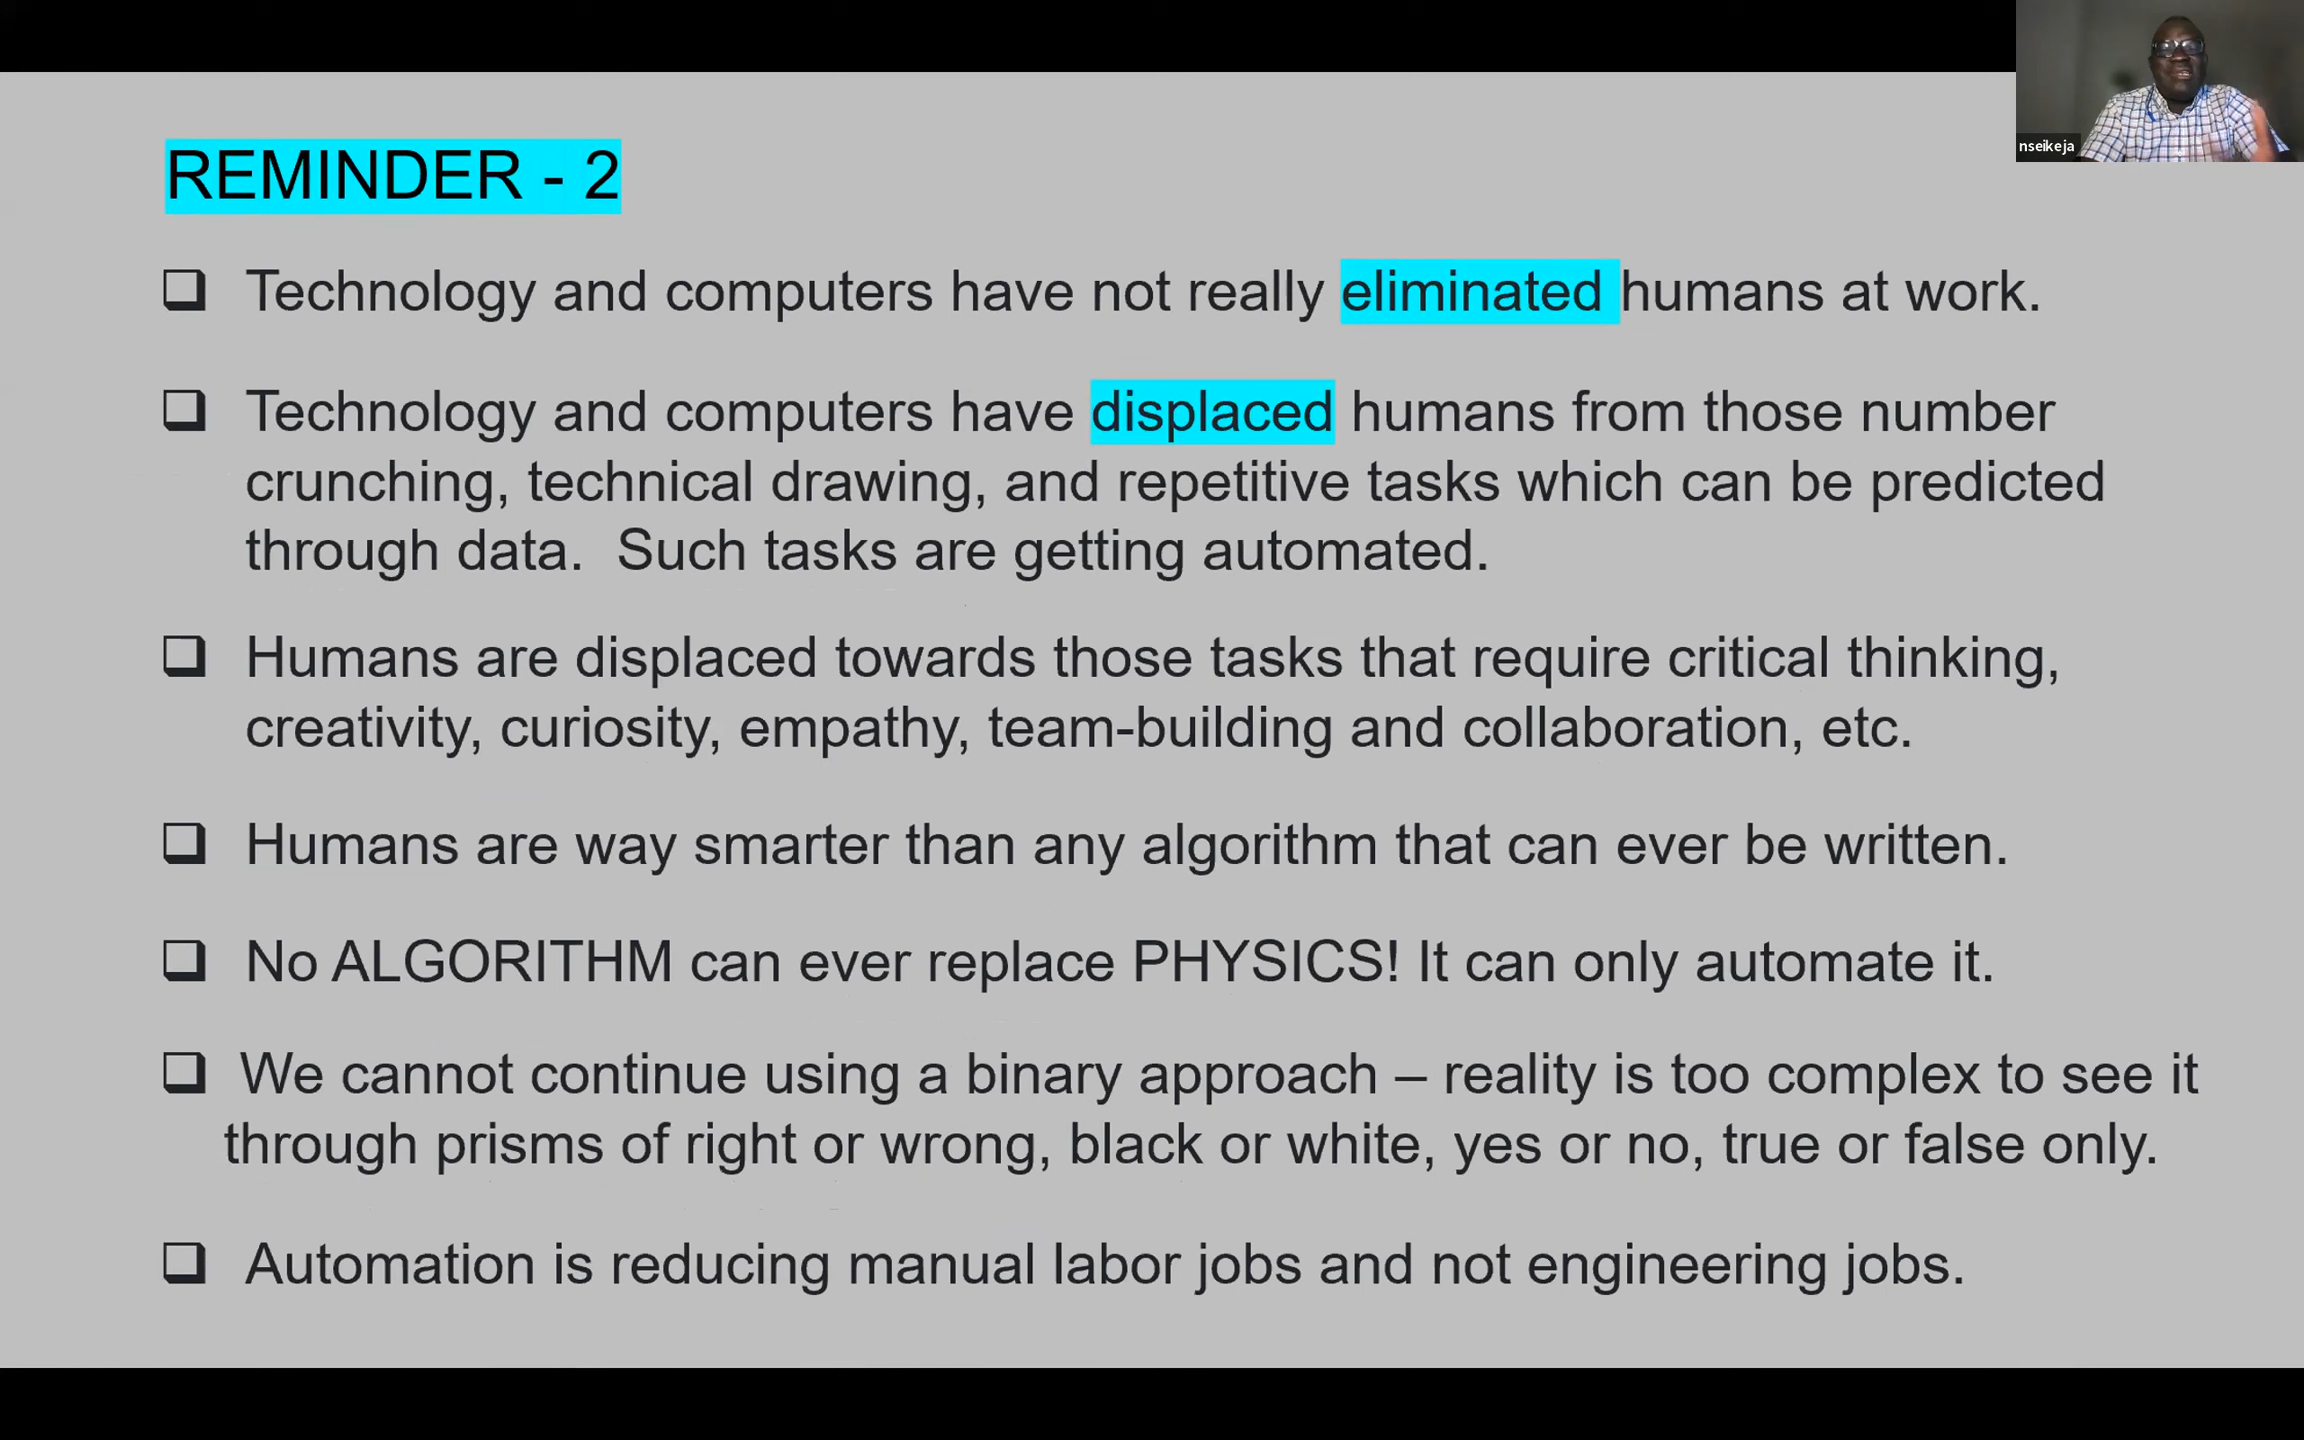 nseikeja
REMINDER - 2
❑ Technology and computers have not really eliminated humans at work.
❑ Technology and computers have displaced humans from those number
crunching, technical drawing, and repetitive tasks which can be predicted
through data.  Such tasks are getting automated.
❑ Humans are displaced towards those tasks that require critical thinking,
creativity, curiosity, empathy, team-building and collaboration, etc.
❑ Humans are way smarter than any algorithm that can ever be written.
❑ No ALGORITHM can ever replace PHYSICS! It can only automate it.
❑ We cannot continue using a binary approach – reality is too complex to see it
through prisms of right or wrong, black or white, yes or no, true or false only.
❑ Automation is reducing manual labor jobs and not engineering jobs.